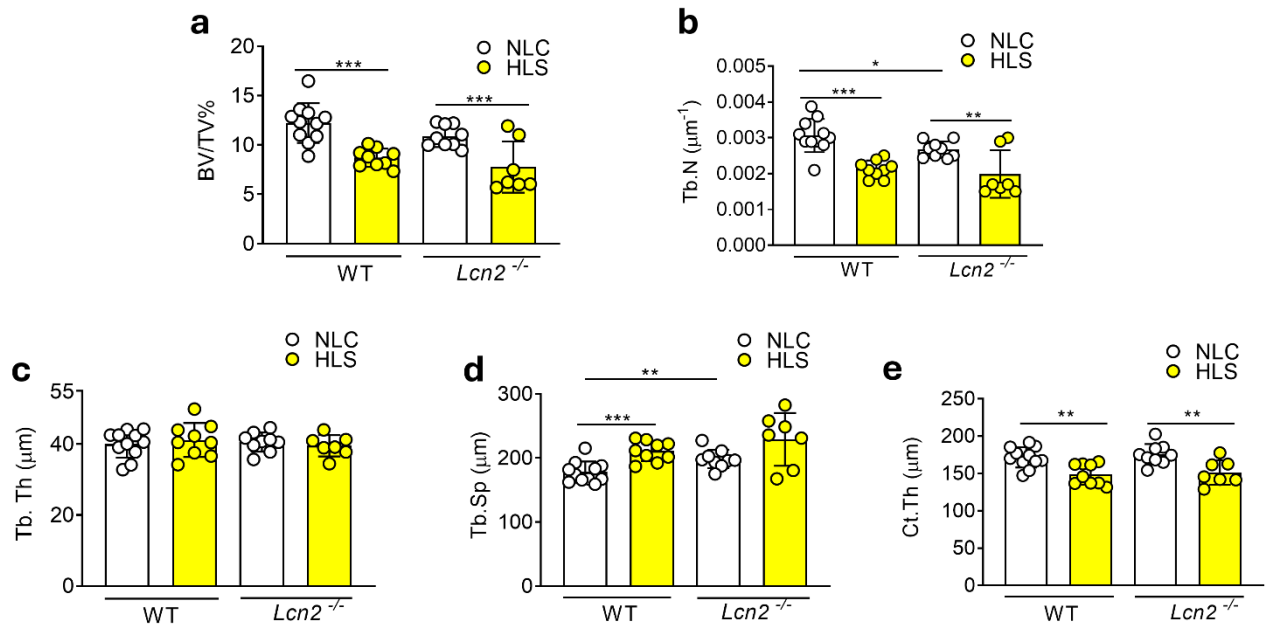 a
NLC
HLS
20
15
10
5
0
BV/TV%
***
***
WT
Lcn2 -/-
b
NLC
HLS
0.005
0.004
0.003
0.002
0.001
0.000
Tb.N (μm-1)
*
***
**
WT
Lcn2 -/-
c
NLC
HLS
55
40
20
0
Tb. Th (μm)
WT
Lcn2 -/-
d
NLC
HLS
300
200
100
0
Tb.Sp (μm)
**
***
WT
Lcn2 -/-
e
NLC
HLS
250
200
150
100
50
0
Ct.Th (μm)
**
**
WT
Lcn2 -/-